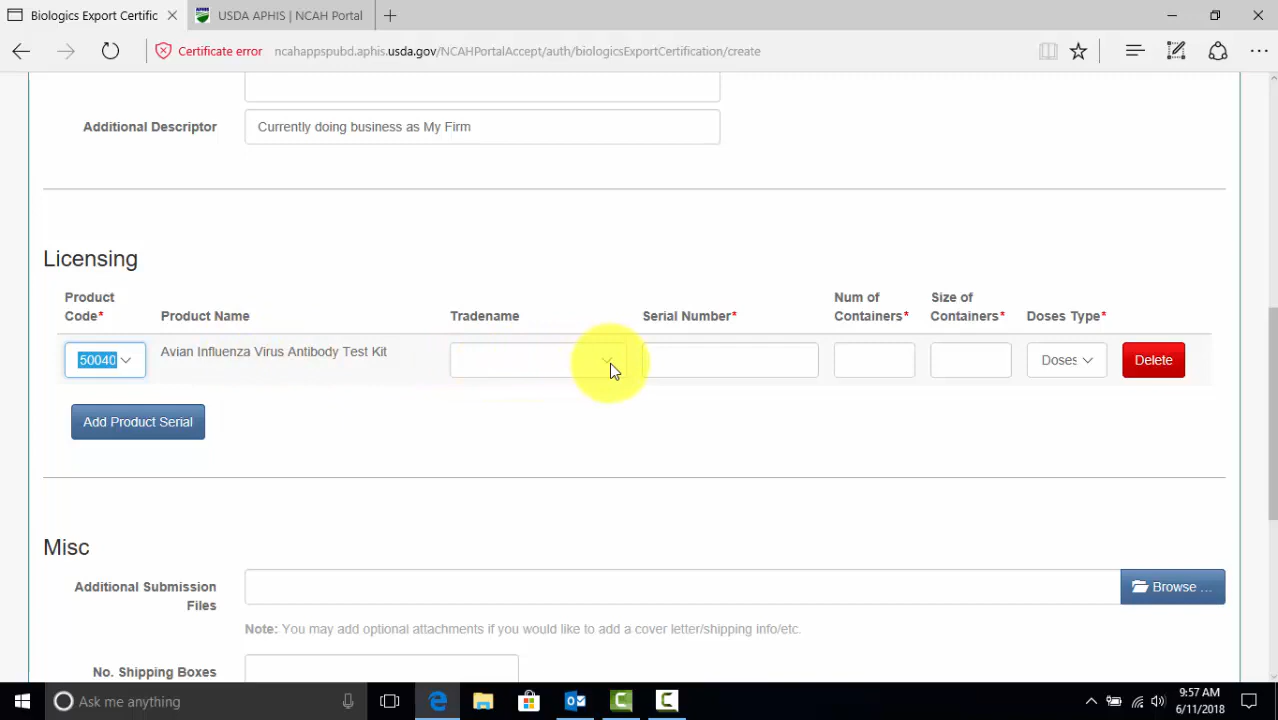 Biologics Export Certific
USDA APHIS | NCAH Portal
Certificate error
ncahappspubd.aphis.usda.gov/NCAHPortalAccept/auth/biologicsExportCertification/create
Additional Descriptor
Currently doing business as My Firm
Licensing
Product Code*
Product Name
Tradename
Serial Number*
Num of Containers*
Size of Containers*
Doses Type*
50040
Avian Influenza Virus Antibody Test Kit
Doses
Delete
Add Product Serial
Misc
Additional Submission Files
Browse ...
Note: You may add optional attachments if you would like to add a cover letter/shipping info/etc.
No. Shipping Boxes
Ask me anything
9:57 AM
6/11/2018